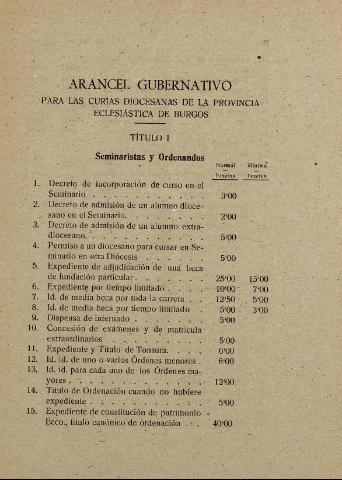 ARANCEL GUBERNATIVO
PARA LAS CURIAS DIOCESANAS DE LA PROVINCIA
ECLESIÁSTICA DE BURGOS
TÍTULO I
Seminaristas y Ordenandos
Normal Mínima
Pesetas Pesetas
1. Decreto de incorporación de curso en el
Seminario . . . . . . . . . . 3'00
2. Decreto de admisión de un alumno dioce-
sano en el Seminario. . . . . . . 2'00
3. Decreto de admisión de un alumno extra-
diocesano. . . . . . . . . . . 5'00
4. Permiso a un diocesano para cursar en Se-
minario en otra Diócesis . . . . . 5'00
5. Expediente de adjudicación de una beca
de fundación particular . . . . . . 25'00 15'00
6. Expediente por tiempo limitado . . . . 10'00 7'00
7. Id. de media beca por toda la carrera . . 12'50 5'00
8. Id. de media beca por tiempo limitado . 5'00 3'00
9. Dispensa de internado . . . . . . 5'00
10. Concesión de exámenes y de matrícula
extraordinarios . . . . . . . . 5'00
11. Expediente y Título de Tonsura. . . . 6'00
12. Id. id. de uno o varios Órdenes menores . 6'00
13. Id. id. para cada uno de los Órdenes ma-
yores . . . . . . . . . . . . 12'00
14. Título de Ordenación cuando no hubiere
expediente . . . . . . . . . . 5'00
15. Expediente de constitución de patrimonio
Ecco., título canónico de ordenación . . . 40'00